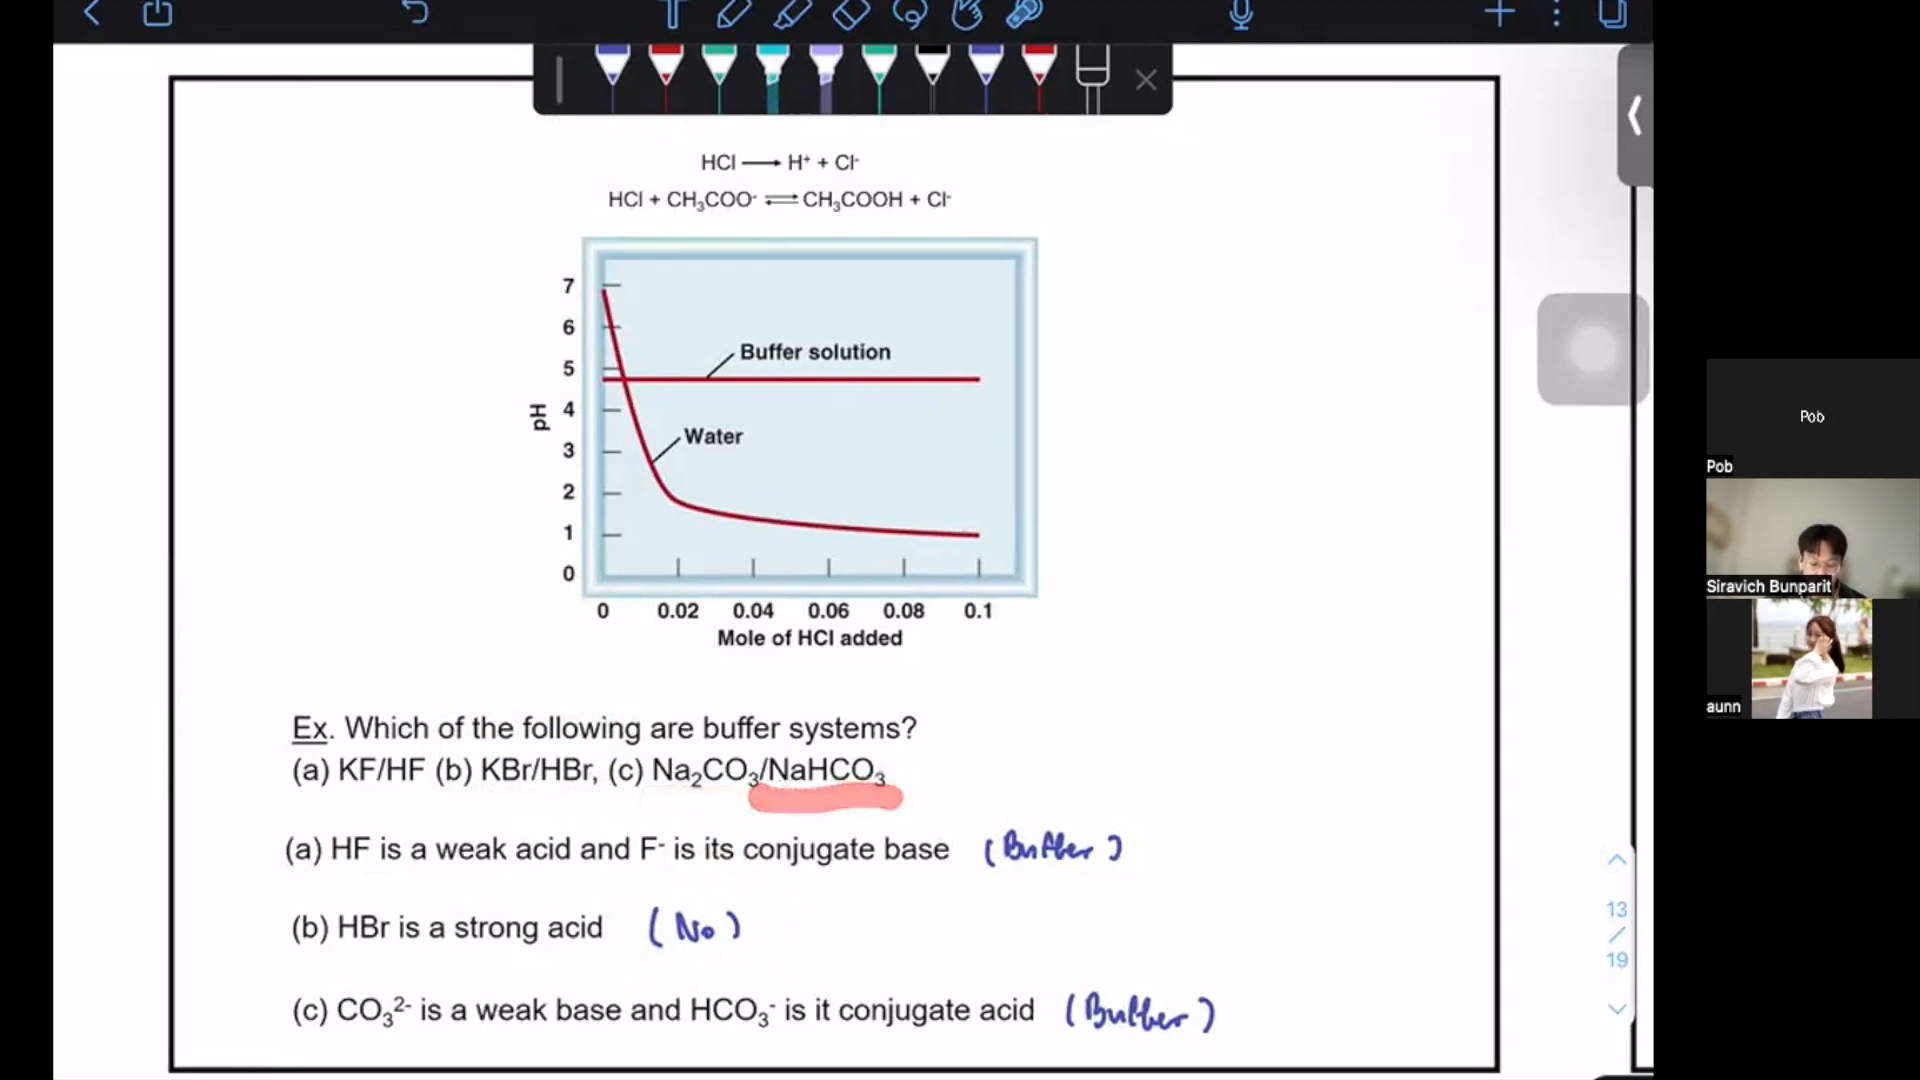 HCl ⟶ H⁺ + Cl⁻
HCl + CH₃COO⁻ ⇌ CH₃COOH + Cl⁻
7
6
5
4
3
2
1
0
pH
Buffer solution
Water
0 0.02 0.04 0.06 0.08 0.1
Mole of HCl added
Ex. Which of the following are buffer systems?
(a) KF/HF (b) KBr/HBr, (c) Na₂CO₃/NaHCO₃
(a) HF is a weak acid and F⁻ is its conjugate base (Buffer)
(b) HBr is a strong acid (No)
(c) CO₃²⁻ is a weak base and HCO₃⁻ is it conjugate acid (Buffer)
13
/
19
Pob
Pob
Siravich Bunparit
aunn